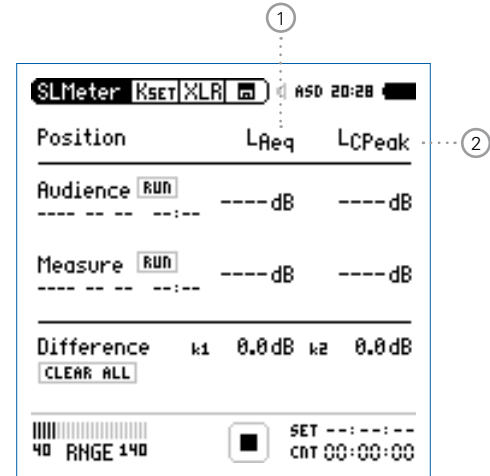 1
SLMeter KSET XLR ASD 20:28
Position LAeq LCPeak 2
Audience RUN ----dB ----dB
---- -- -- --:--
Measure RUN ----dB ----dB
---- -- -- --:--
Difference k1 0.0dB k2 0.0dB
CLEAR ALL
SET --:--:--
40 RNGE 140 CNT 00:00:00